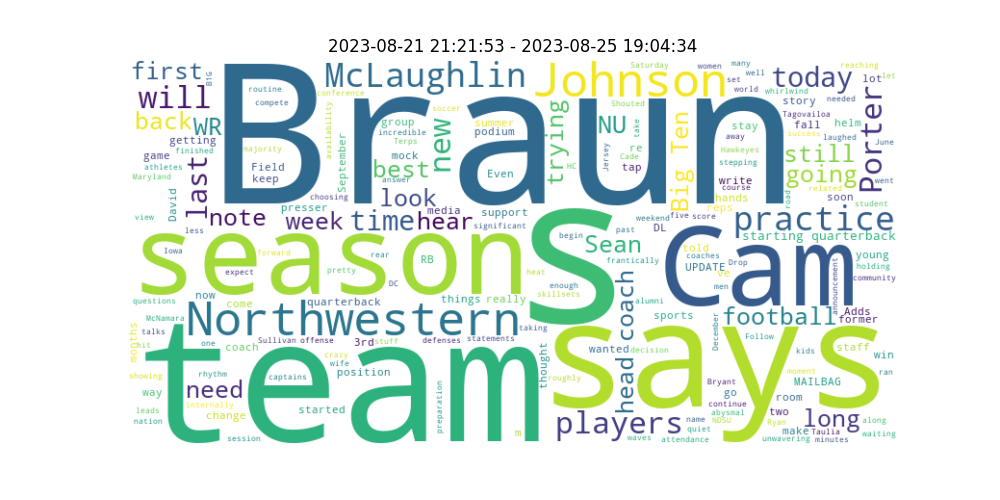 2023-08-21 21:21:53 - 2023-08-25 19:04:34
first
B1G
routine
compete
McLaughlin
conference
Johnson
Saturday
women
many
well
set
world
whirlwind
today
reaching
lot
let
will
back
WR
getting
finished
game
athletes
majority
Maryland
last
David
Field
keep
Braun
availability
September
group
incredible
Terps
mock
best
answer
new
soccer
summer
podium
Even
trying
HC
NU
Shouted
re
Cade
tap
Jersey
take
Big Ten
Hawkeyes
stepping
away
stay
story
Tagovailoa
fall
success
laughed
needed
helm
June
Porter
still
going
write
course
related
road
went
student
soon
hands
reps
choosing
look
note
presser
week
time
hear
media
significant
support
view
less
Iowa
season
forward
expect
pretty
rear
DC
RB
heat
skillsets
begin
enough
S
Sean
weekend
past
frantically
five
score
DL
told
coaches
UPDATE
Drop
ve
men
Cam
practice
starting quarterback
young
holding
community
announcement
questions
now
come
quarterback
things
really
alumni
sports
head coach
football
Adds
former
McNamara
talks
hit
months
one
coach
Northwestern
Sullivan
offense
3rd
stuff
defenses
statements
taking
thought
wanted
decision
December
Follow
kids
staff
win
ran
showing
way
leads
nation
rhythm
internally
need
change
captains
crazy
wife
position
started
session
team
preparation
m
roughly
says
Bryant
go
continue
abysmal
NDSU
name
quiet
players
waves
attendance
moment
MAILBAG
room
two
Ryan
make
Taulia
unwavering
minutes
long
along
waiting